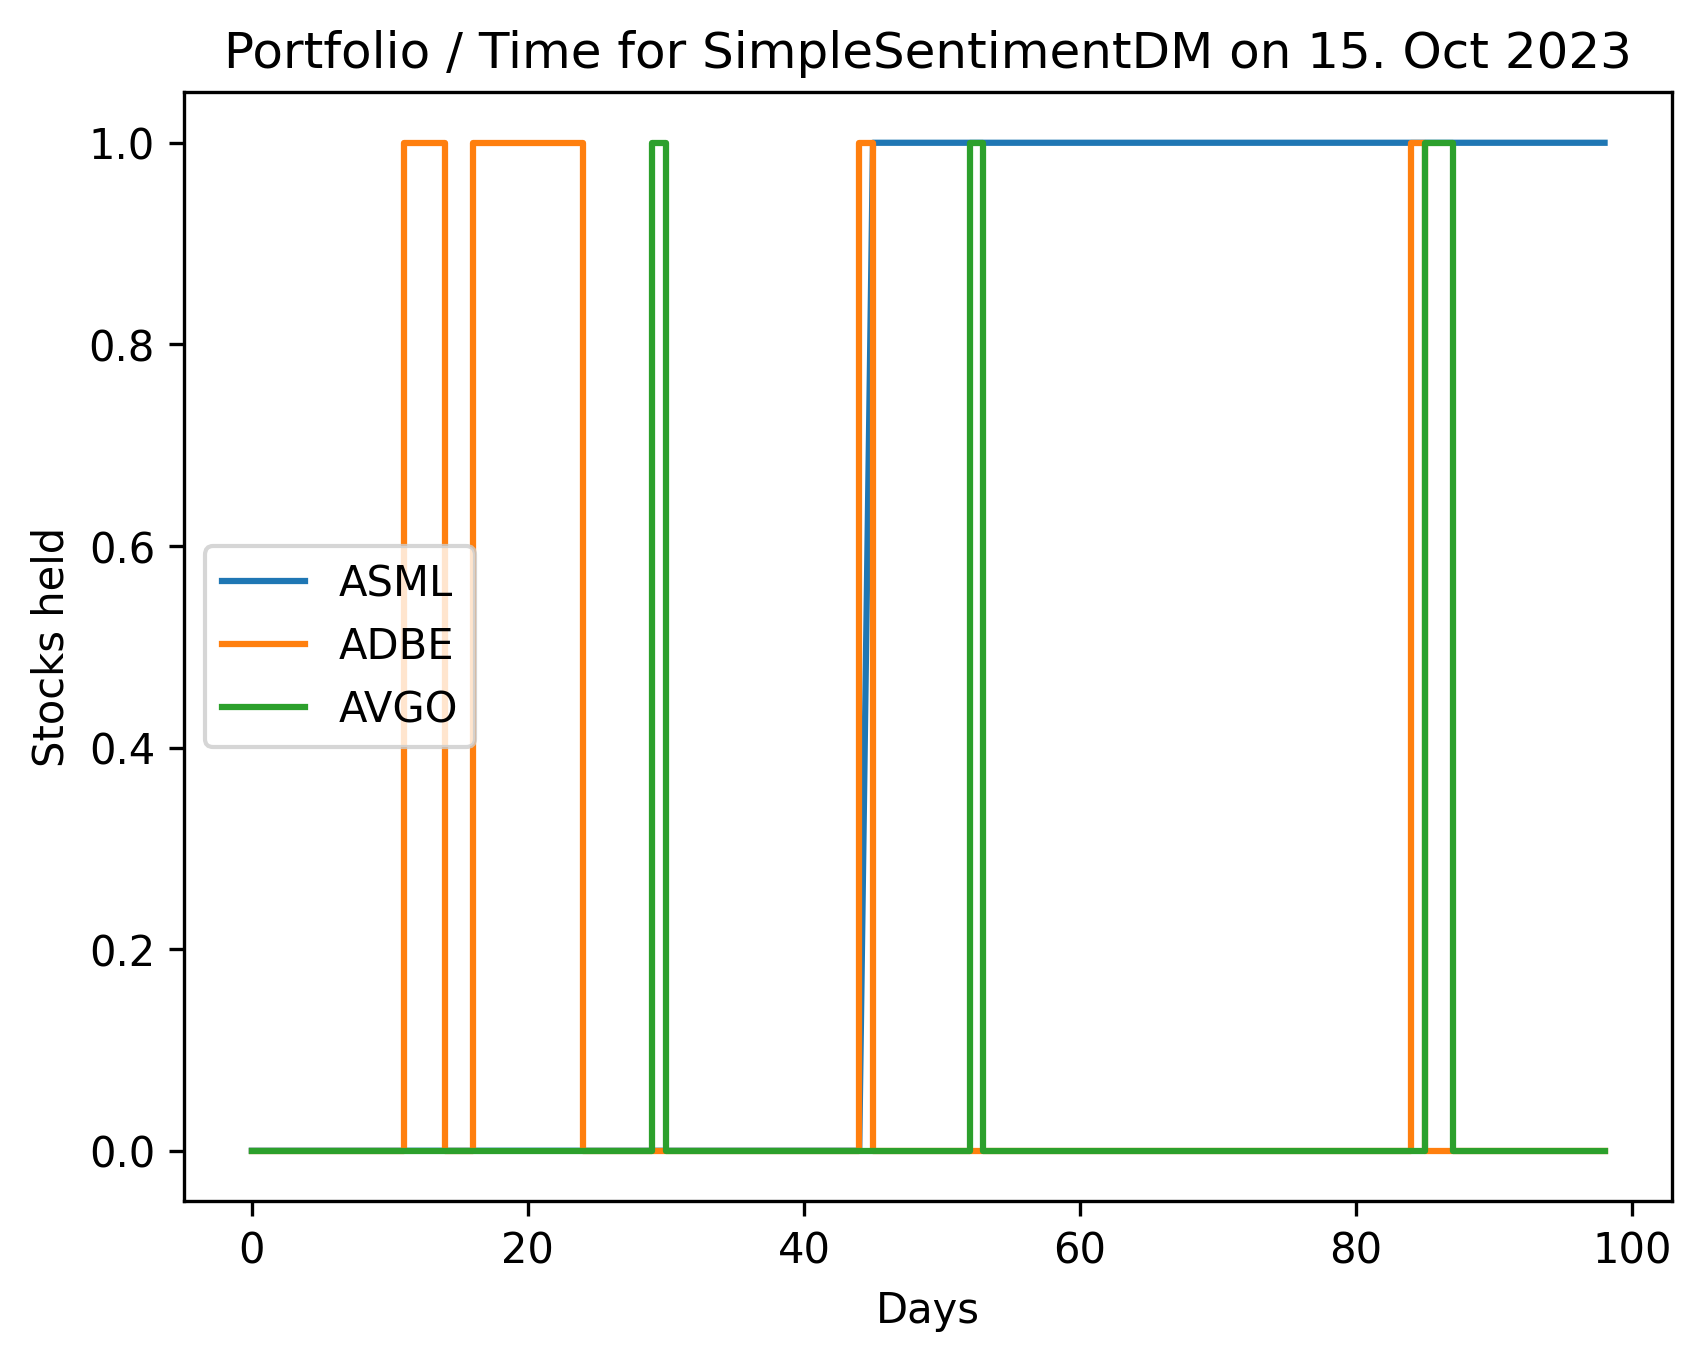 Portfolio / Time for SimpleSentimentDM on 15. Oct 2023
1.0
0.8
0.6
0.4
0.2
0.0
Stocks held
ASML
ADBE
AVGO
0 20 40 60 80 100
Days